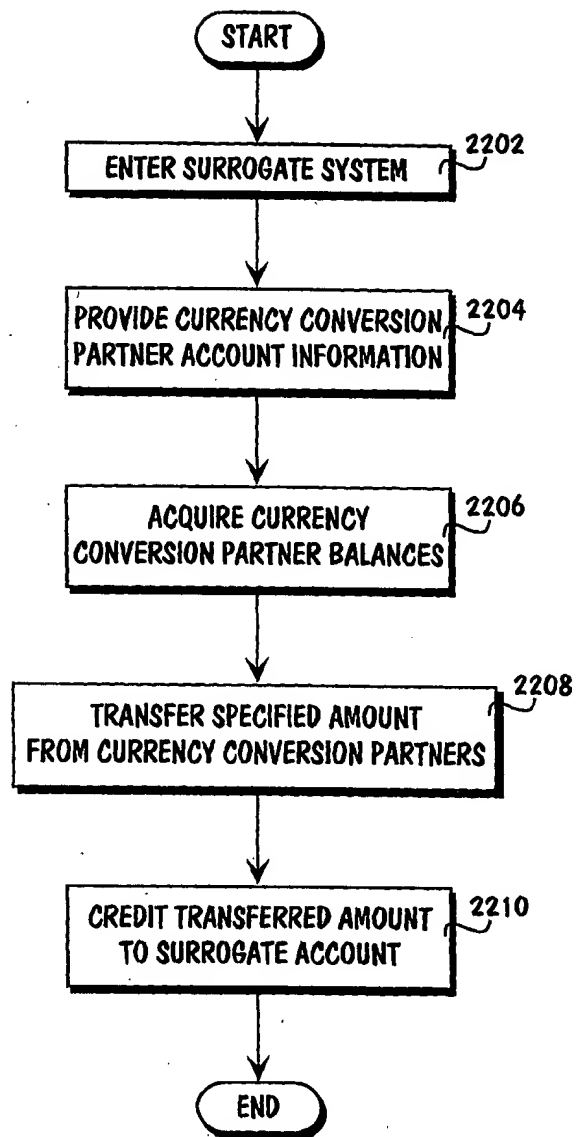 START
ENTER SURROGATE SYSTEM
2202
PROVIDE CURRENCY CONVERSION
PARTNER ACCOUNT INFORMATION
2204
ACQUIRE CURRENCY
CONVERSION PARTNER BALANCES
2206
TRANSFER SPECIFIED AMOUNT
FROM CURRENCY CONVERSION PARTNERS
2208
CREDIT TRANSFERRED AMOUNT
TO SURROGATE ACCOUNT
2210
END